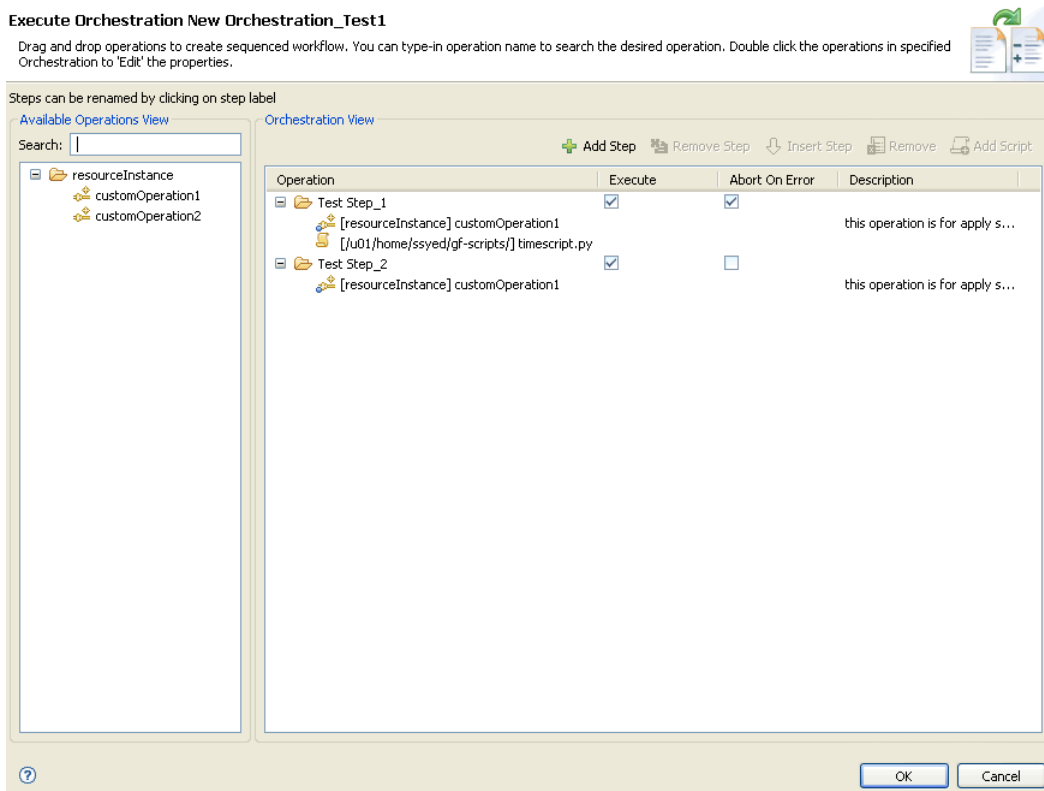 Execute Orchestration New Orchestration_Test1
Drag and drop operations to create sequenced workflow. You can type-in operation name to search the desired operation. Double click the operations in specified
Orchestration to 'Edit' the properties.
Steps can be renamed by clicking on step label
Available Operations View
Orchestration View
Search:
Add Step Remove Step Insert Step Remove Add Script
resourceInstance
customOperation1
customOperation2
Operation Execute Abort On Error Description
Test Step_1
[resourceInstance] customOperation1 this operation is for apply s...
[/u01/home/ssyed/gf-scripts/] timescript.py
Test Step_2
[resourceInstance] customOperation1 this operation is for apply s...
?
OK Cancel